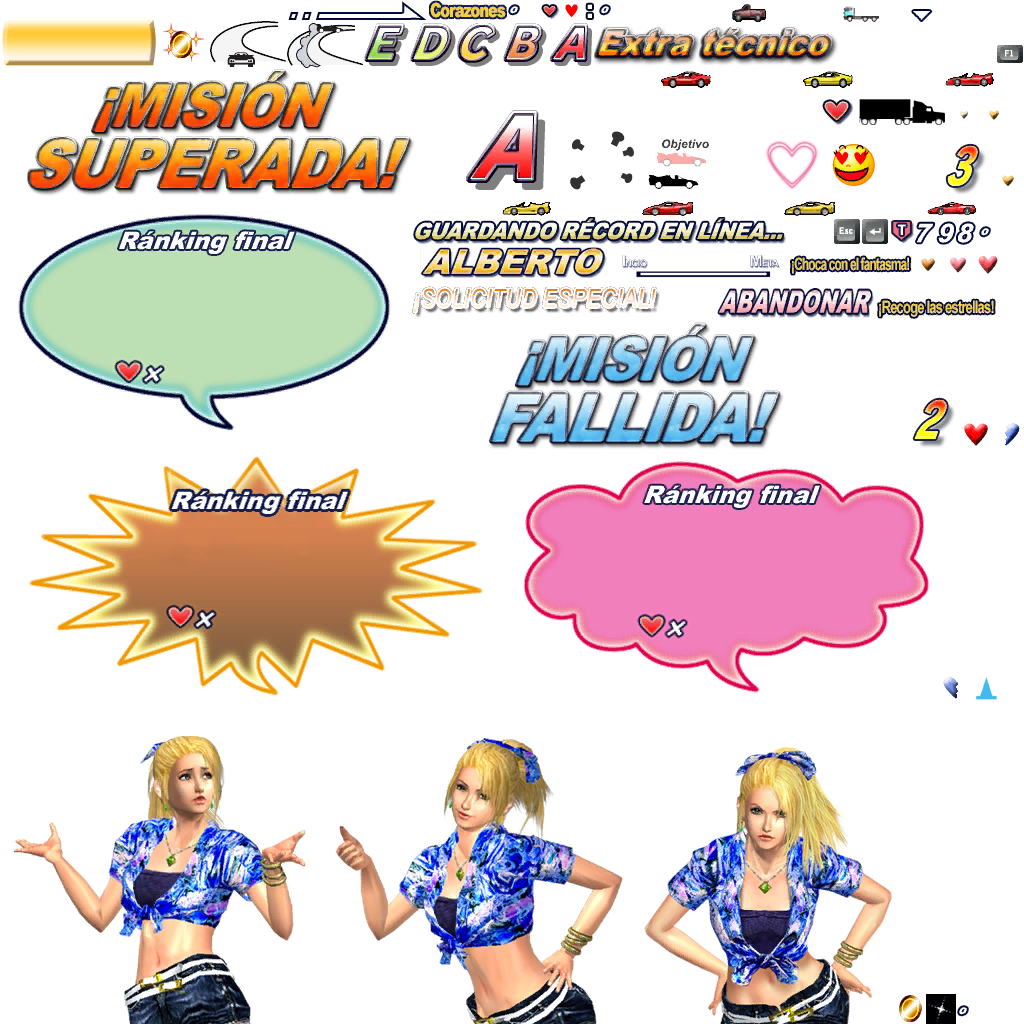 Corazones
E D C B A Extra técnico
F1
¡MISIÓN
SUPERADA!
A
Objetivo
3
Ránking final
x
GUARDANDO RÉCORD EN LÍNEA...
Esc
T
7 9 8
ALBERTO
INICIO
META
¡Choca con el fantasma!
¡SOLICITUD ESPECIAL!
ABANDONAR
¡Recoge las estrellas!
¡MISIÓN
FALLIDA!
2
Ránking final
x
Ránking final
x